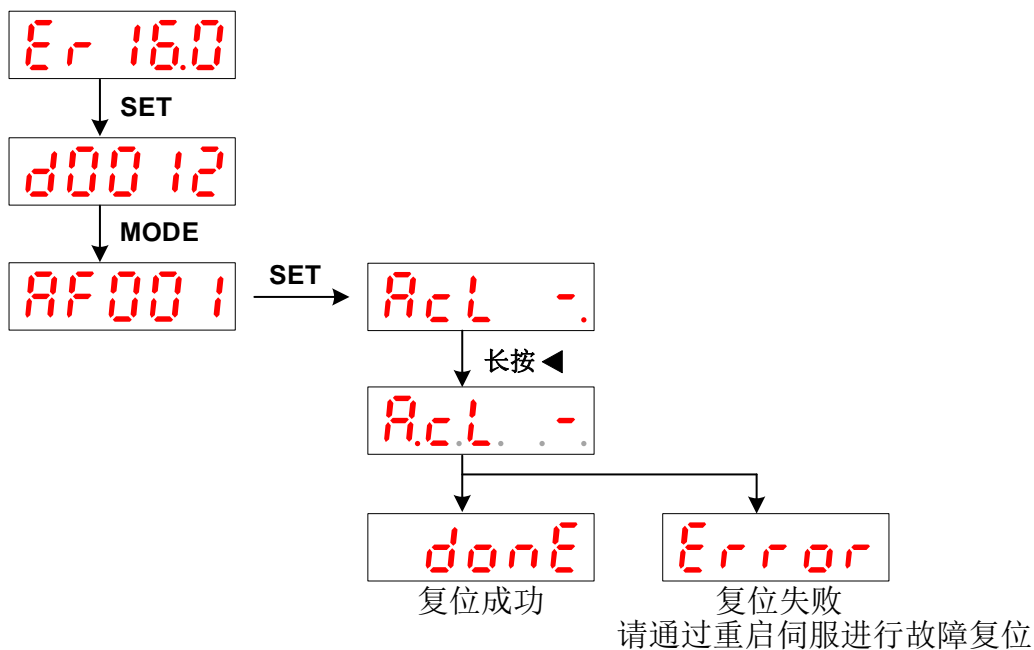 Er 16.0
SET
d0012
MODE
AF001
SET
AcL -.
长按◀
A.c.L. . -.
donE
Error
复位成功
复位失败
请通过重启伺服进行故障复位